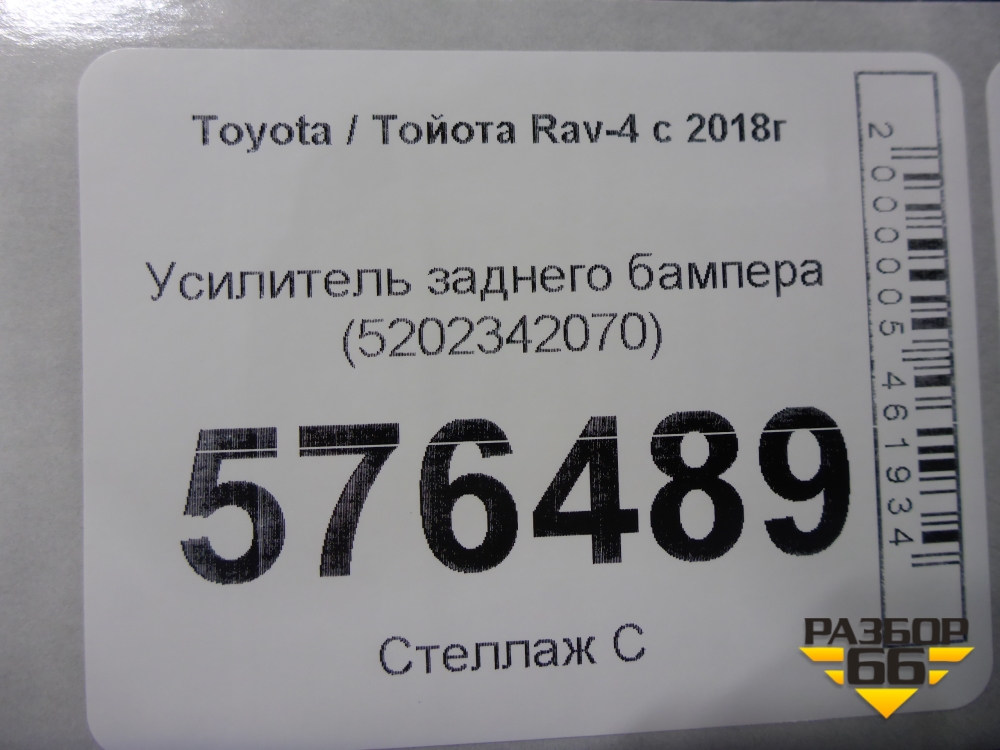 Toyota / Тойота Rav-4 с 2018г
Усилитель заднего бампера
(5202342070)
576489
Стеллаж С
2000005461934
РАЗБОР
66